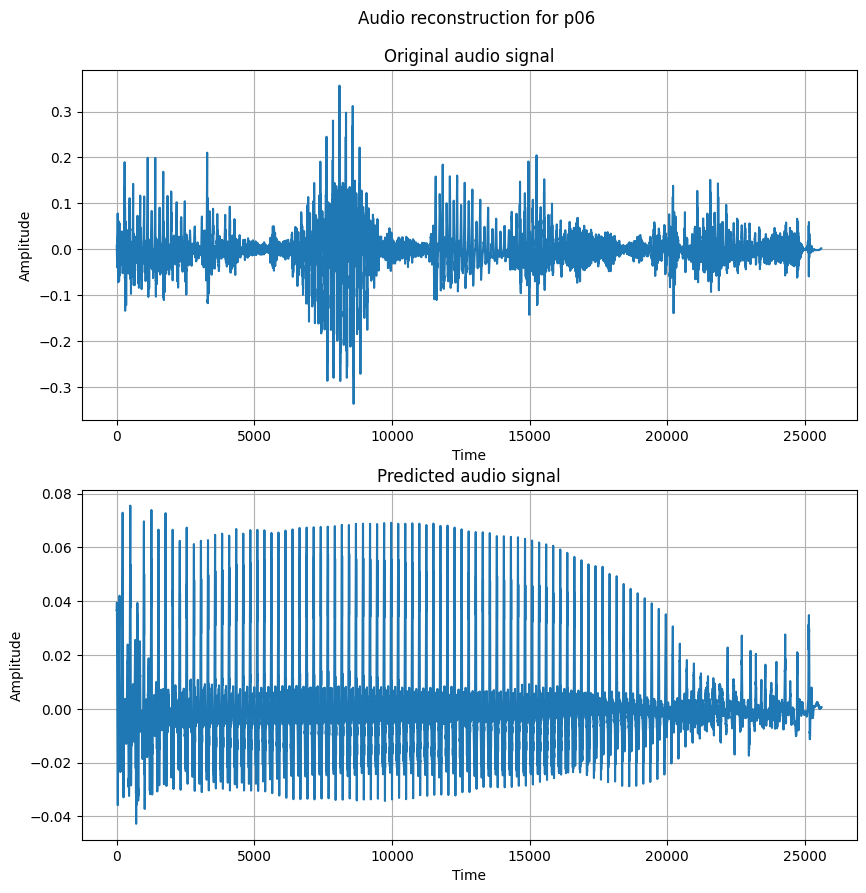 Audio reconstruction for p06
Original audio signal
Amplitude
0.3
0.2
0.1
0.0
−0.1
−0.2
−0.3
0 5000 10000 15000 20000 25000
Time
Predicted audio signal
Amplitude
0.08
0.06
0.04
0.02
0.00
−0.02
−0.04
0 5000 10000 15000 20000 25000
Time